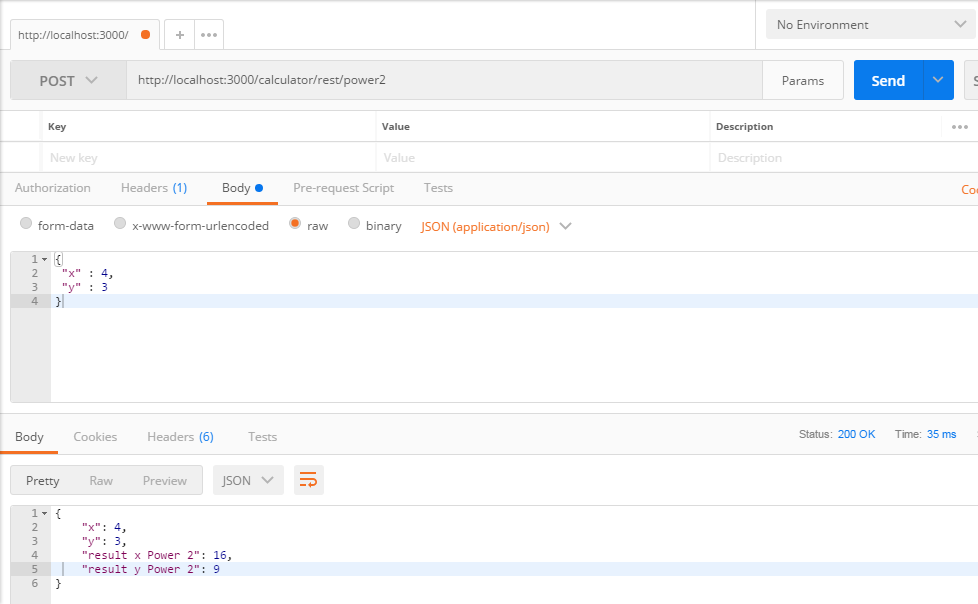 http://localhost:3000/
No Environment
POST http://localhost:3000/calculator/rest/power2 Params Send
Key Value Description
New key Value Description
Authorization Headers (1) Body Pre-request Script Tests
form-data x-www-form-urlencoded raw binary JSON (application/json)
1 {
2 "x" : 4,
3 "y" : 3
4 }
Body Cookies Headers (6) Tests Status: 200 OK Time: 35 ms
Pretty Raw Preview JSON
1 {
2 "x": 4,
3 "y": 3,
4 "result x Power 2": 16,
5 "result y Power 2": 9
6 }